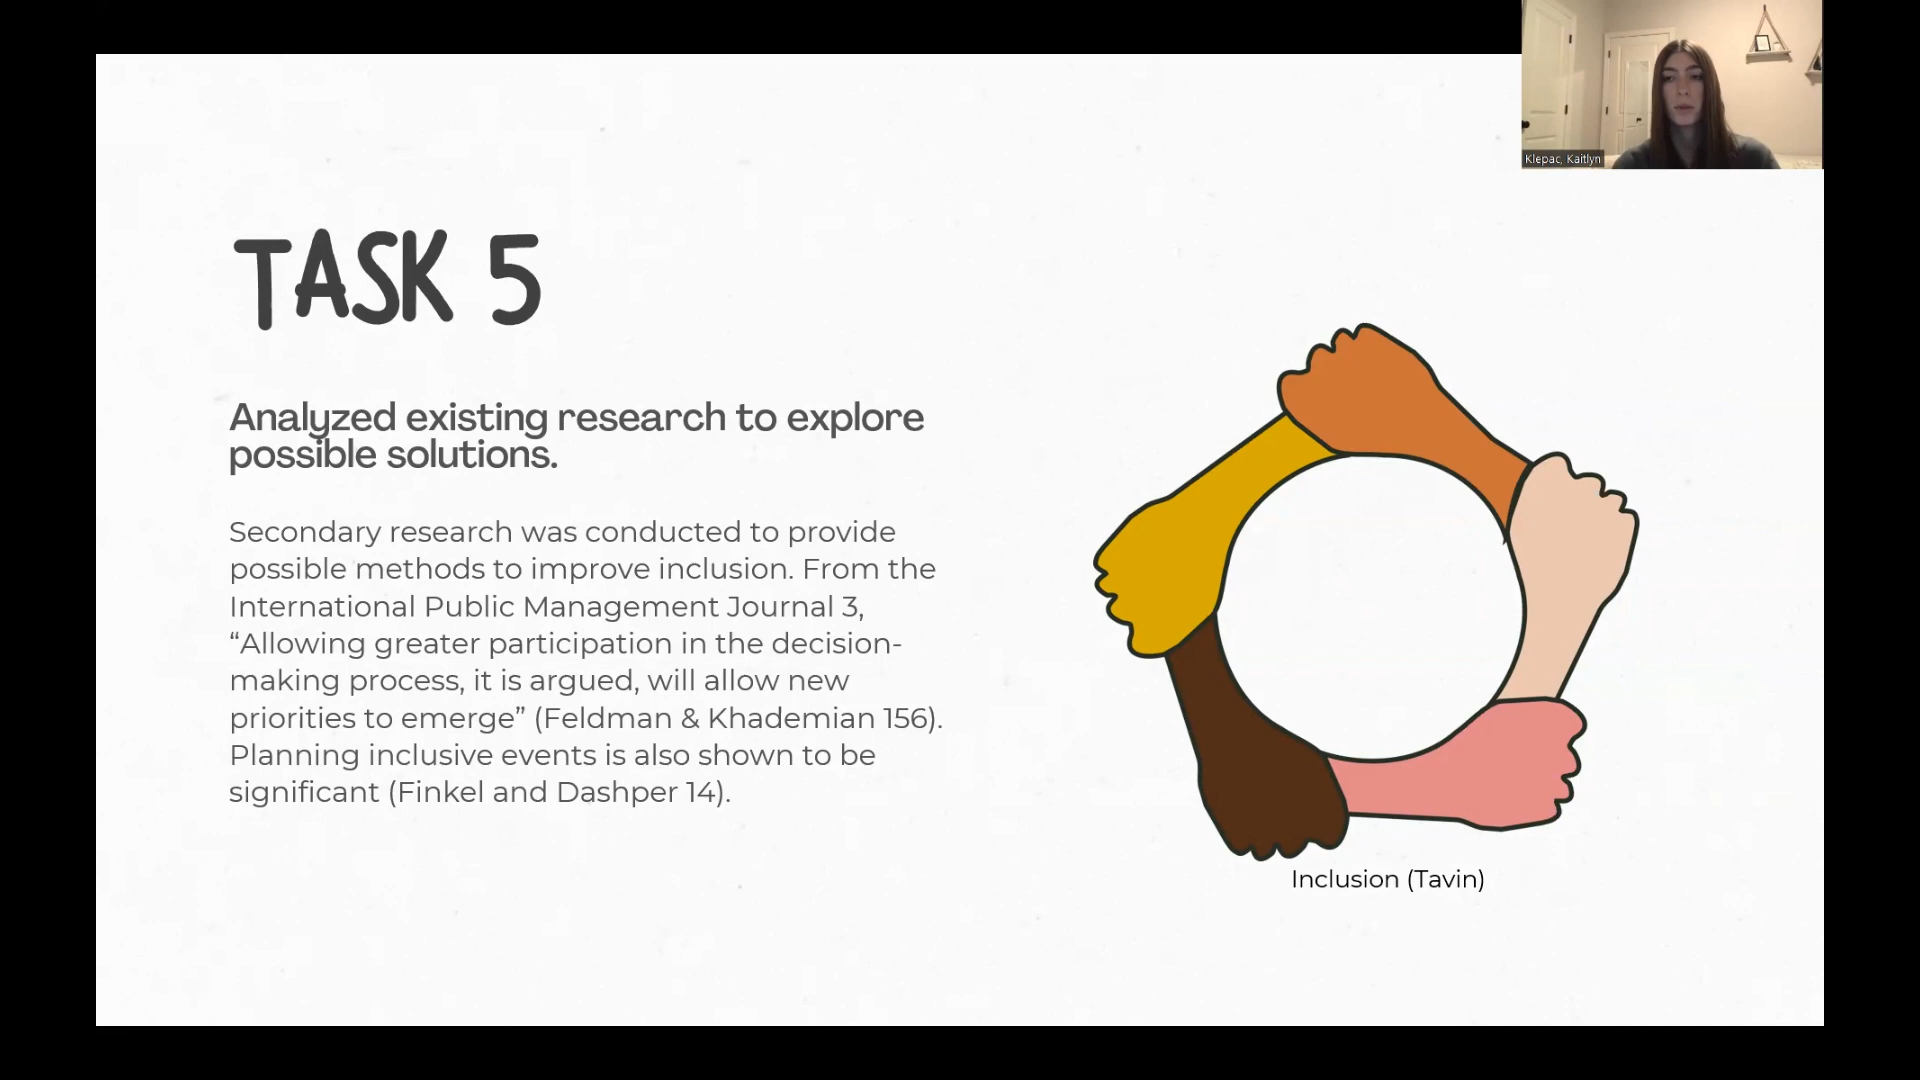 Klepac, Kaitlyn
TASK 5
Analyzed existing research to explore
possible solutions.
Secondary research was conducted to provide
possible methods to improve inclusion. From the
International Public Management Journal 3,
“Allowing greater participation in the decision-
making process, it is argued, will allow new
priorities to emerge” (Feldman & Khademian 156).
Planning inclusive events is also shown to be
significant (Finkel and Dashper 14).
Inclusion (Tavin)